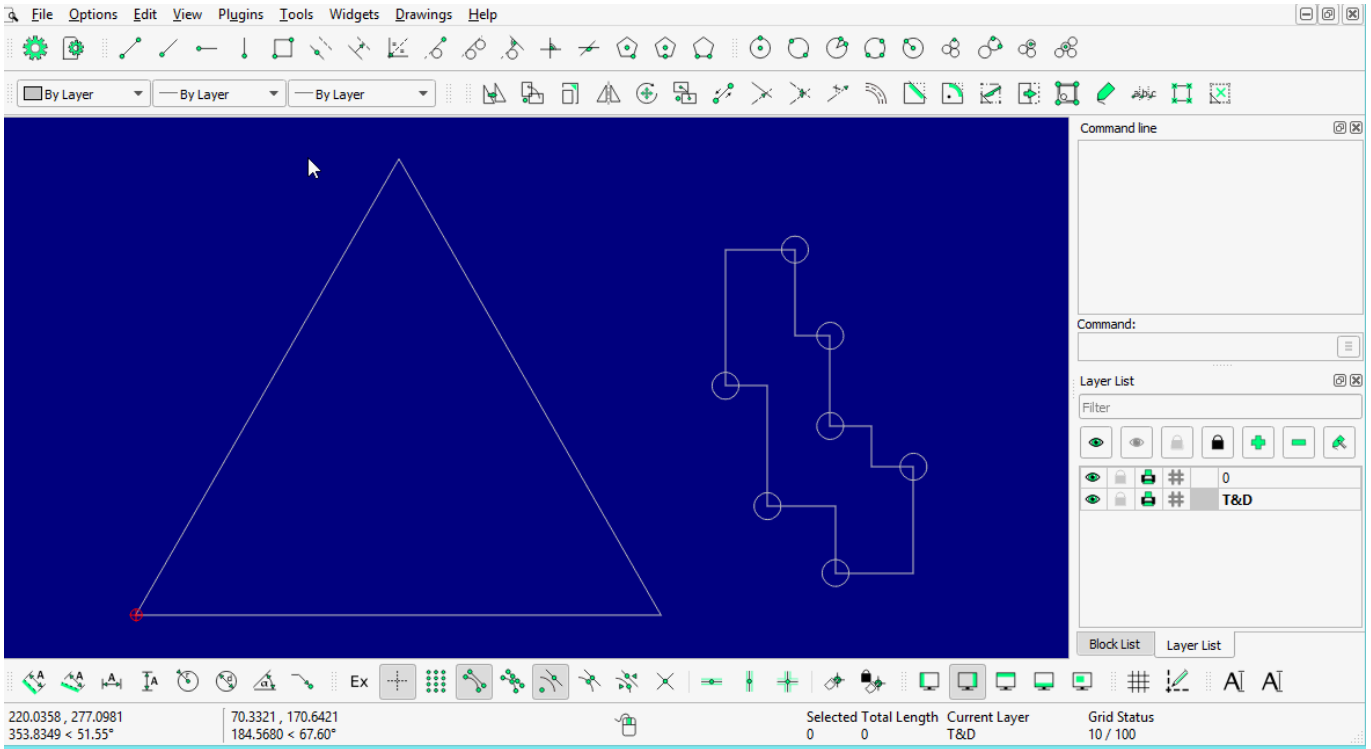 File Options Edit View Plugins Tools Widgets Drawings Help
By Layer By Layer By Layer
Command line
Command:
Layer List
Filter
0
T&D
Block List Layer List
Ex
220.0358 , 277.0981 70.3321 , 170.6421 Selected Total Length Current Layer Grid Status
353.8349 < 51.55° 184.5680 < 67.60° 0 0 T&D 10 / 100